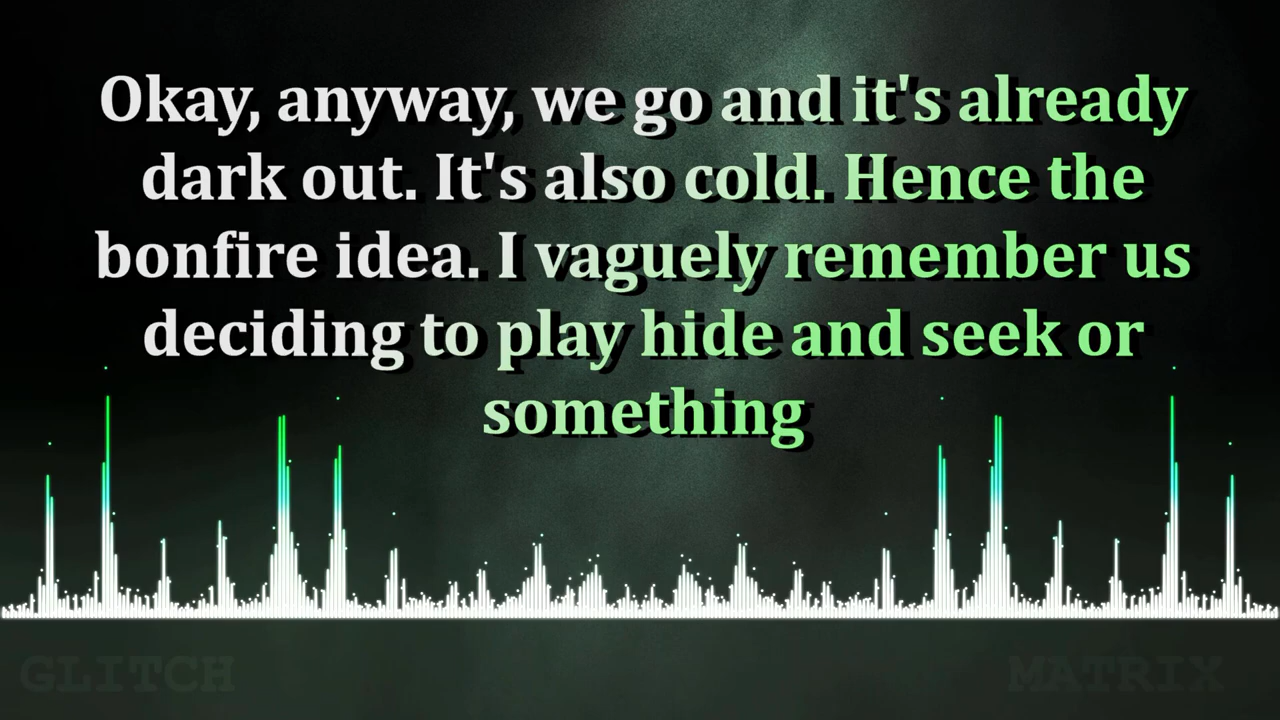 Okay, anyway, we go and it's already
dark out. It's also cold. Hence the
bonfire idea. I vaguely remember us
deciding to play hide and seek or
something
GLITCH
MATRIX